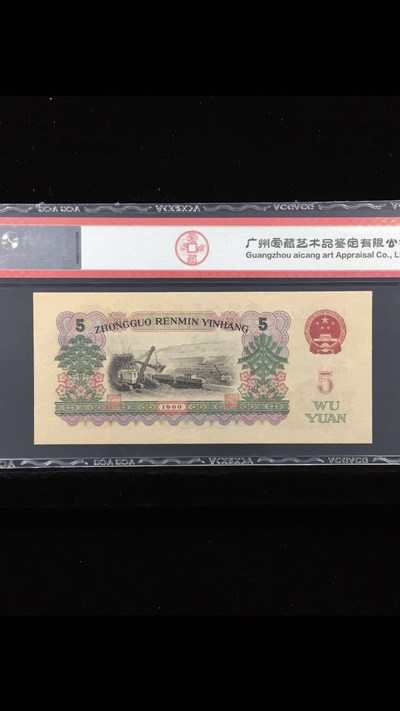 广州爱藏艺术品鉴定有限公
Guangzhou aicang art Appraisal Co., L
5 ZHONGGUO RENMIN YINHANG 5
1960
5
WU
YUAN